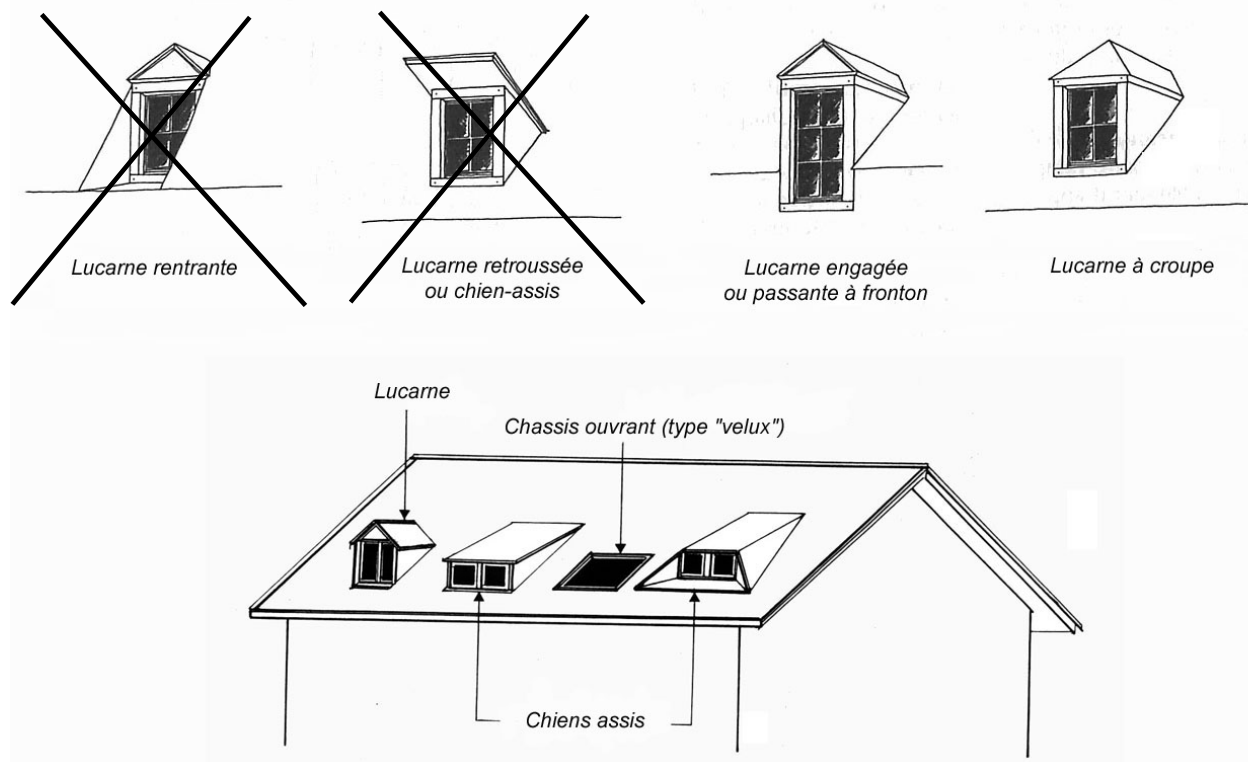 Lucarne rentrante
Lucarne retroussée
ou chien-assis
Lucarne engagée
ou passante à fronton
Lucarne à croupe
Lucarne
Chassis ouvrant (type "velux")
Chiens assis